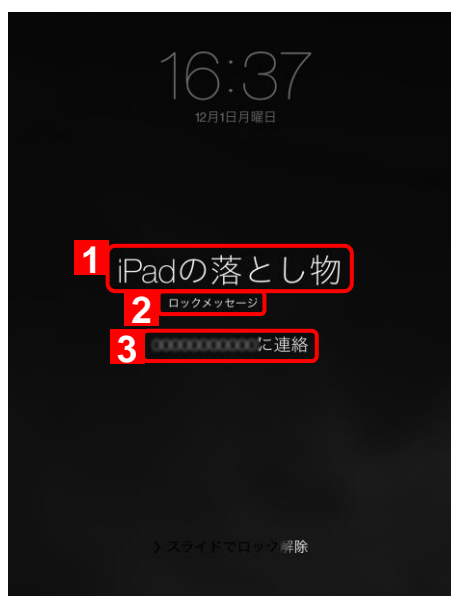 16:37
12月1日月曜日
1
iPadの落とし物
2
ロックメッセージ
3
に連絡
> スライドでロック解除